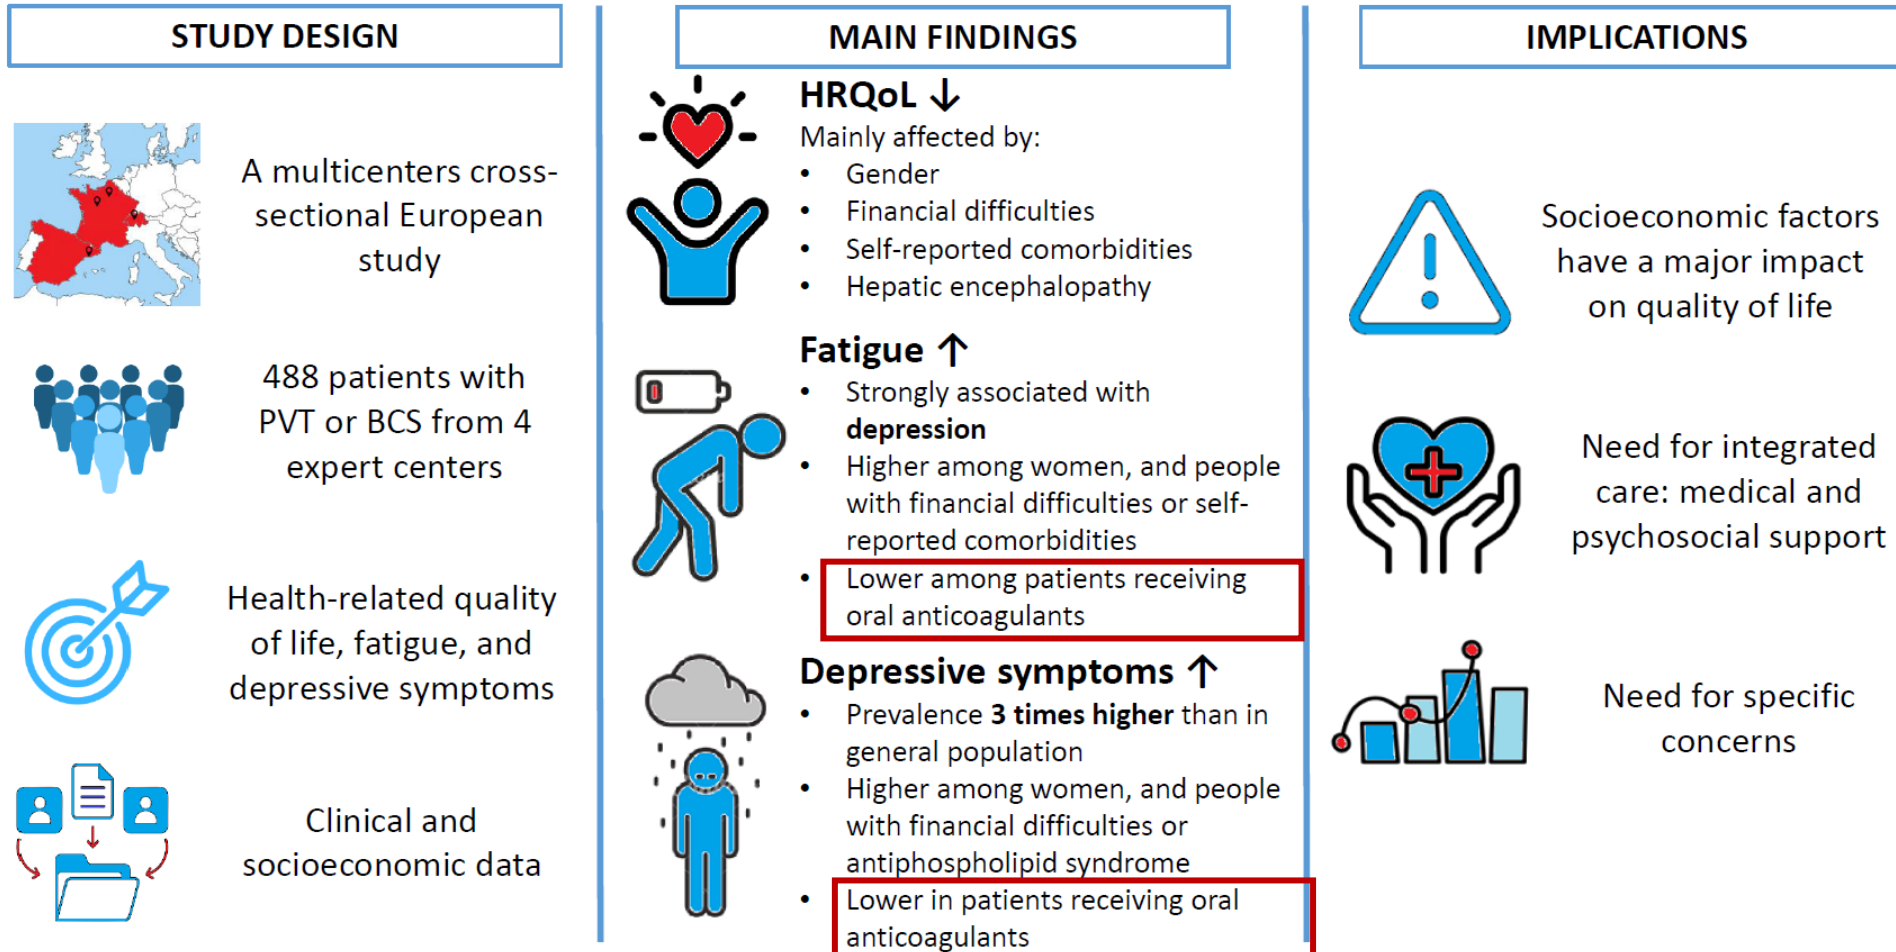 STUDY DESIGN
A multicenters cross-
sectional European
study
488 patients with
PVT or BCS from 4
expert centers
Health-related quality
of life, fatigue, and
depressive symptoms
Clinical and
socioeconomic data
MAIN FINDINGS
HRQoL ↓
Mainly affected by:
• Gender
• Financial difficulties
• Self-reported comorbidities
• Hepatic encephalopathy
Fatigue ↑
• Strongly associated with
depression
• Higher among women, and people
with financial difficulties or self-
reported comorbidities
• Lower among patients receiving
oral anticoagulants
Depressive symptoms ↑
• Prevalence 3 times higher than in
general population
• Higher among women, and people
with financial difficulties or
antiphospholipid syndrome
• Lower in patients receiving oral
anticoagulants
IMPLICATIONS
Socioeconomic factors
have a major impact
on quality of life
Need for integrated
care: medical and
psychosocial support
Need for specific
concerns